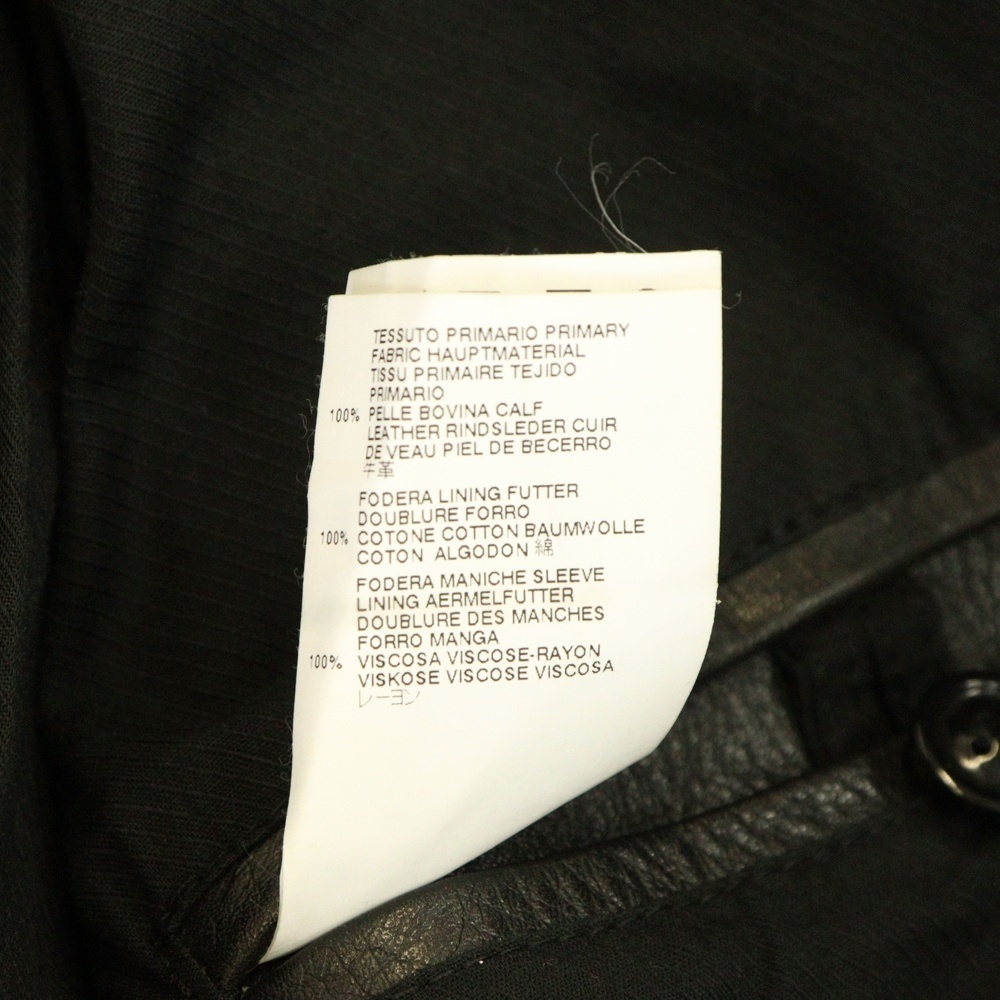 TESSUTO PRIMARIO PRIMARY
FABRIC HAUPTMATERIAL
TISSU PRIMAIRE TEJIDO
PRIMARIO
100% PELLE BOVINA CALF
LEATHER RINDSLEDER CUIR
DE VEAU PIEL DE BECERRO
牛革
FODERA LINING FUTTER
DOUBLURE FORRO
100% COTONE COTTON BAUMWOLLE
COTON ALGODON 綿
FODERA MANICHE SLEEVE
LINING AERMELFUTTER
DOUBLURE DES MANCHES
FORRO MANGA
100% VISCOSA VISCOSE-RAYON
VISKOSE VISCOSE VISCOSA
レーヨン